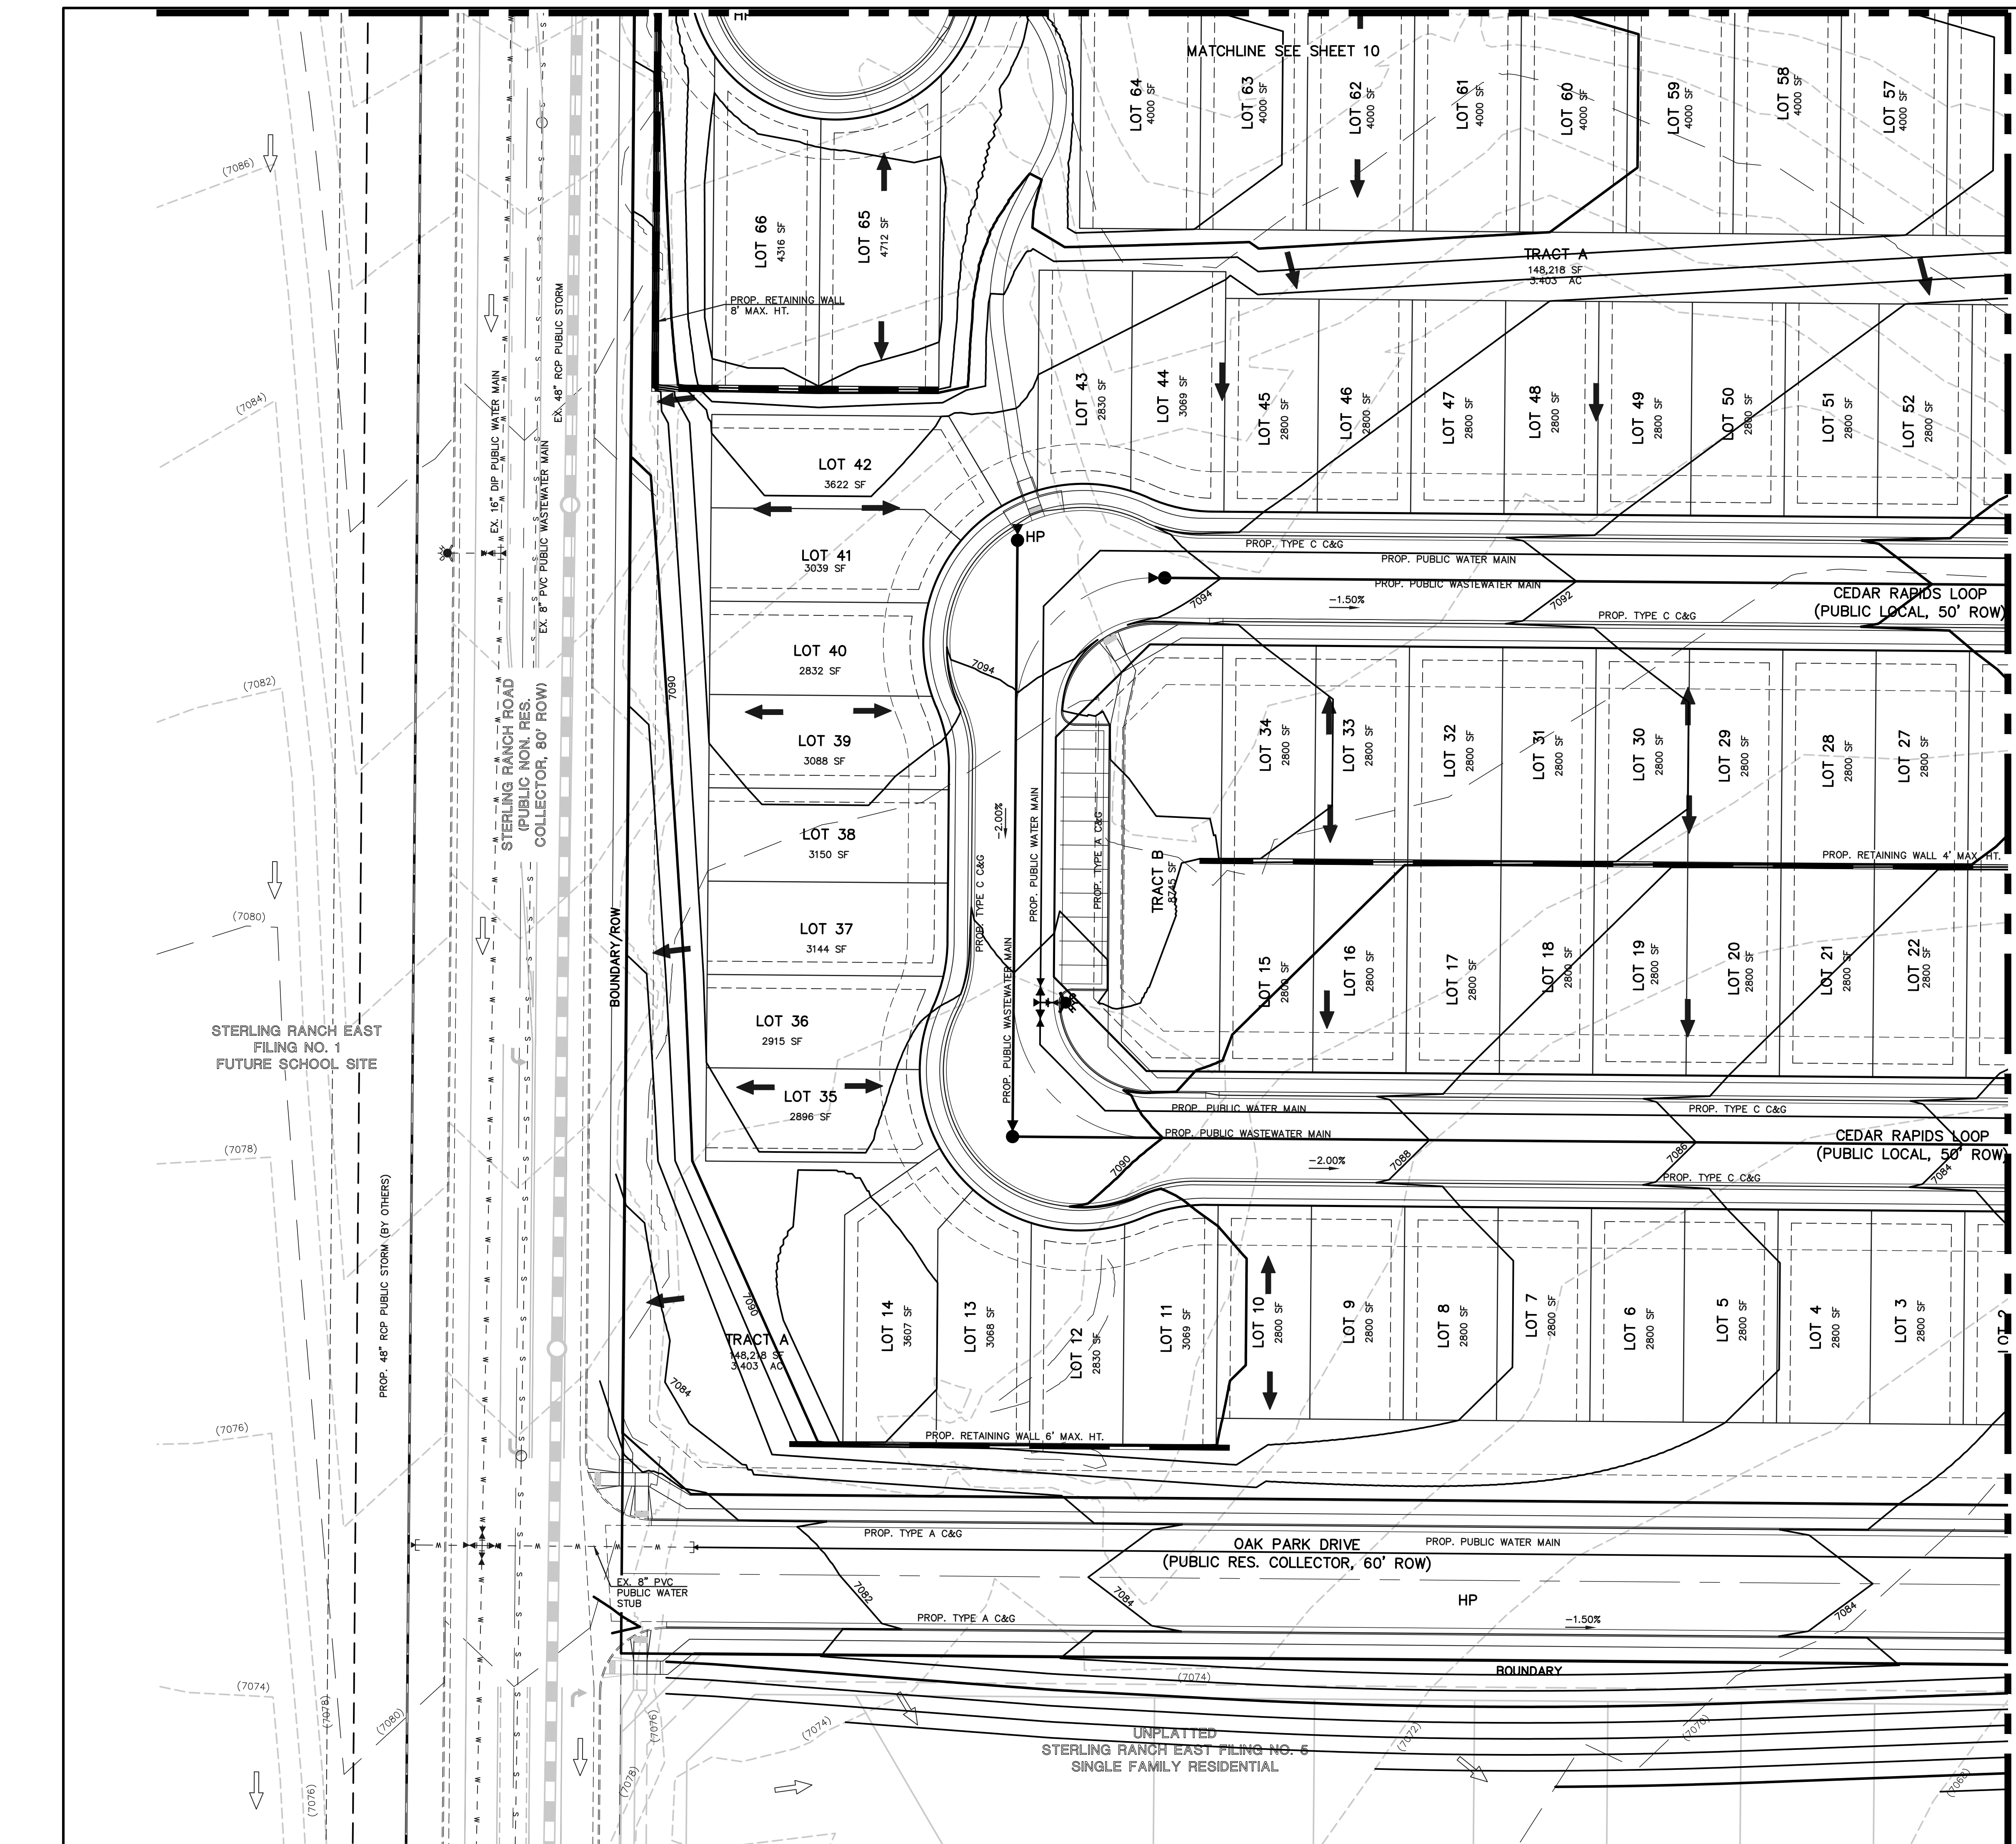 HP
MATCHLINE SEE SHEET 10
LOT 64
4000 SF
LOT 63
4000 SF
LOT 62
4000 SF
LOT 61
4000 SF
LOT 60
4000 SF
LOT 59
4000 SF
LOT 58
4000 SF
LOT 57
4000 SF
(7086)
LOT 66
4316 SF
LOT 65
4712 SF
TRACT A
148,218 SF
3.403 AC
PROP. RETAINING WALL
8' MAX. HT.
EX. 48" RCP PUBLIC STORM
EX. 16" DIP PUBLIC WATER MAIN
EX. 8" PVC PUBLIC WASTEWATER MAIN
(7084)
LOT 43
2830 SF
LOT 44
3069 SF
LOT 45
2800 SF
LOT 46
2800 SF
LOT 47
2800 SF
LOT 48
2800 SF
LOT 49
2800 SF
LOT 50
2800 SF
LOT 51
2800 SF
LOT 52
2800 SF
LOT 42
3622 SF
LOT 41
3039 SF
HP
PROP. TYPE C C&G
PROP. PUBLIC WATER MAIN
PROP. PUBLIC WASTEWATER MAIN
7094
-1.50%
7092
CEDAR RAPIDS LOOP
(PUBLIC LOCAL, 50' ROW)
PROP. TYPE C C&G
LOT 40
2832 SF
7094
(7082)
7090
STERLING RANCH ROAD
(PUBLIC NON. RES.
COLLECTOR, 80' ROW)
LOT 39
3088 SF
LOT 34
2800 SF
LOT 33
2800 SF
LOT 32
2800 SF
LOT 31
2800 SF
LOT 30
2800 SF
LOT 29
2800 SF
LOT 28
2800 SF
LOT 27
2800 SF
LOT 38
3150 SF
-2.00%
PROP. PUBLIC WATER MAIN
PROP. TYPE A C&G
PROP. TYPE C C&G
TRACT B
8745 SF
PROP. RETAINING WALL 4' MAX. HT.
(7080)
BOUNDARY/ROW
LOT 37
3144 SF
PROP. PUBLIC WASTEWATER MAIN
LOT 15
2800 SF
LOT 16
2800 SF
LOT 17
2800 SF
LOT 18
2800 SF
LOT 19
2800 SF
LOT 20
2800 SF
LOT 21
2800 SF
LOT 22
2800 SF
STERLING RANCH EAST
FILING NO. 1
FUTURE SCHOOL SITE
LOT 36
2915 SF
LOT 35
2896 SF
PROP. PUBLIC WATER MAIN
PROP. TYPE C C&G
PROP. PUBLIC WASTEWATER MAIN
CEDAR RAPIDS LOOP
(PUBLIC LOCAL, 50' ROW)
7090
-2.00%
7088
7086
7084
PROP. TYPE C C&G
(7078)
PROP. 48" RCP PUBLIC STORM (BY OTHERS)
7090
TRACT A
148,218 SF
3.403 AC
7084
LOT 14
3607 SF
LOT 13
3068 SF
LOT 12
2830 SF
LOT 11
3069 SF
LOT 10
2800 SF
LOT 9
2800 SF
LOT 8
2800 SF
LOT 7
2800 SF
LOT 6
2800 SF
LOT 5
2800 SF
LOT 4
2800 SF
LOT 3
2800 SF
LOT 2
(7076)
PROP. RETAINING WALL 6' MAX. HT.
PROP. TYPE A C&G
OAK PARK DRIVE
(PUBLIC RES. COLLECTOR, 60' ROW)
PROP. PUBLIC WATER MAIN
EX. 8" PVC
PUBLIC WATER
STUB
7082
7084
HP
7084
PROP. TYPE A C&G
-1.50%
BOUNDARY
(7074)
(7074)
(7078)
(7080)
(7076)
(7074)
(7072)
(7070)
UNPLATTED
STERLING RANCH EAST FILING NO. 5
SINGLE FAMILY RESIDENTIAL
(7076)
(7078)
(7068)